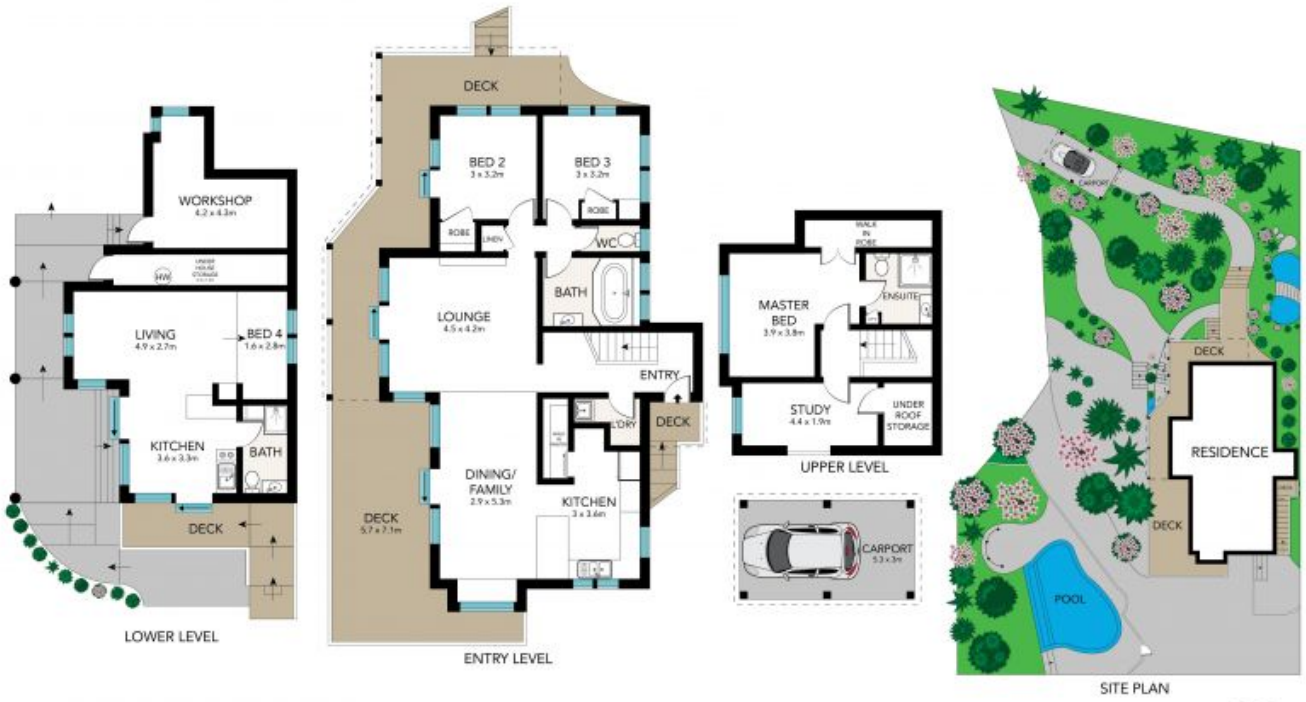 WORKSHOP
4.2 x 4.3m
UNDER
HOUSE
STORAGE
HW
LIVING
4.9 x 2.7m
BED 4
1.6 x 2.8m
KITCHEN
3.6 x 3.3m
BATH
DECK
LOWER LEVEL
DECK
BED 2
3 x 3.2m
BED 3
3 x 3.2m
ROBE
ROBE
LINEN
WC
BATH
LOUNGE
4.5 x 4.2m
ENTRY
L'DRY
DECK
DINING/
FAMILY
2.9 x 5.3m
KITCHEN
3 x 3.6m
DECK
5.7 x 7.1m
ENTRY LEVEL
WALK
IN
ROBE
MASTER
BED
3.9 x 3.8m
ENSUITE
STUDY
4.4 x 1.9m
UNDER
ROOF
STORAGE
UPPER LEVEL
CARPORT
5.3 x 3m
CARPORT
DECK
RESIDENCE
DECK
POOL
SITE PLAN